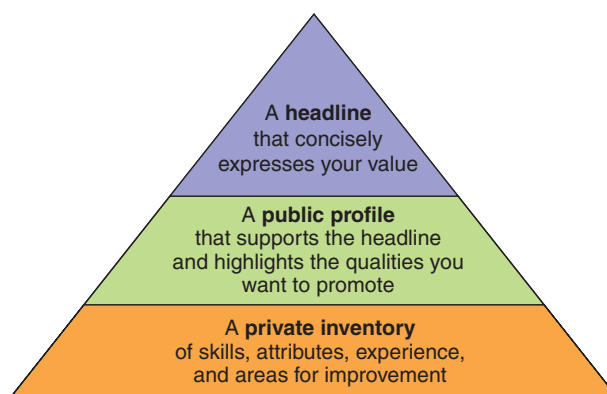 A headline
that concisely
expresses your value
A public profile
that supports the headline
and highlights the qualities you
want to promote
A private inventory
of skills, attributes, experience,
and areas for improvement